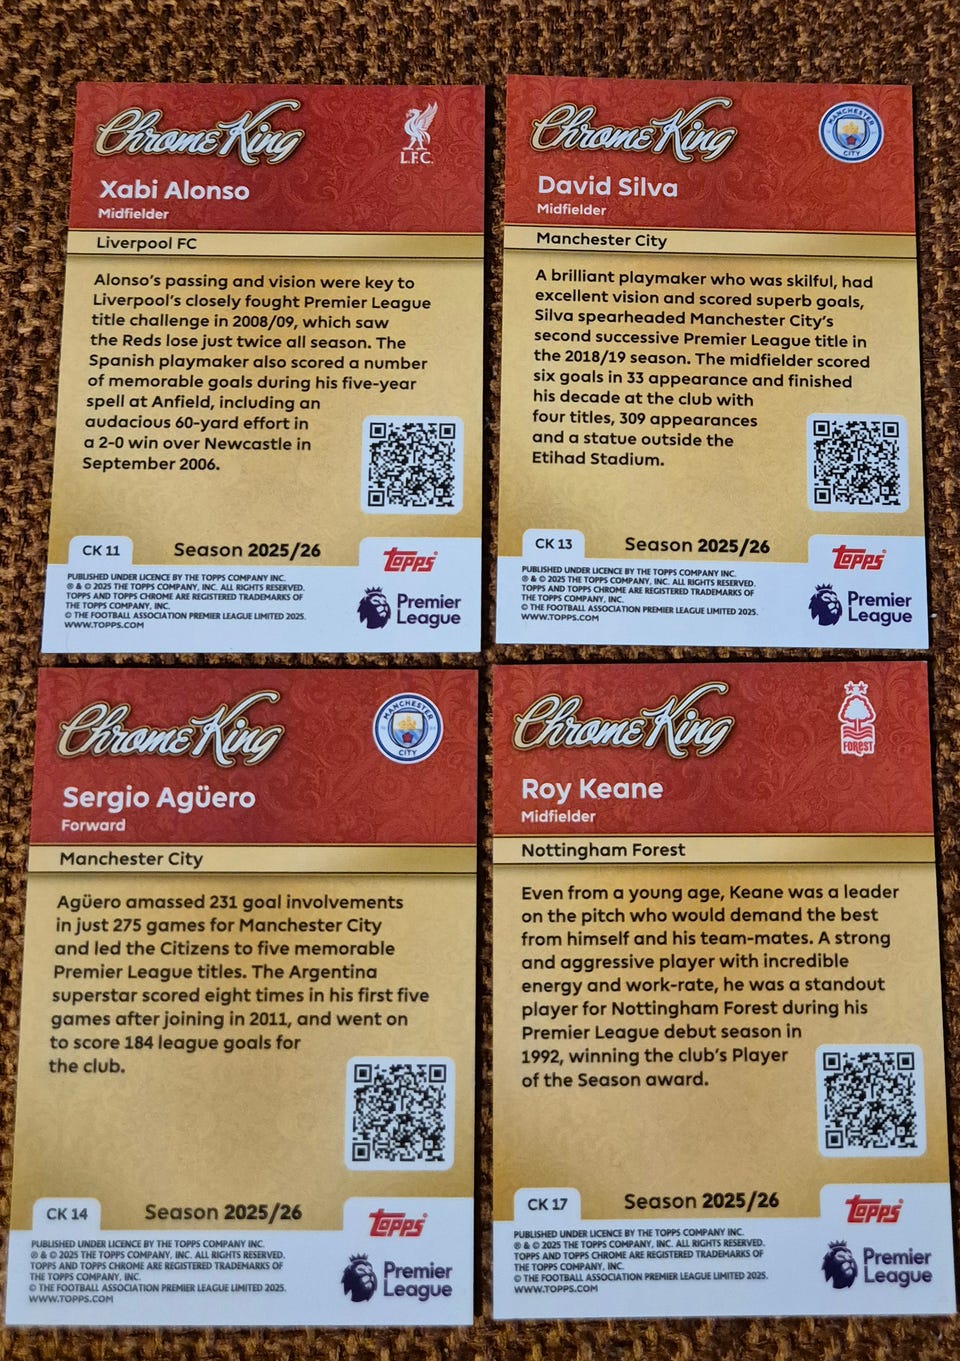 Chrome King
L.F.C.
Xabi Alonso
Midfielder
Liverpool FC
Alonso's passing and vision were key to
Liverpool's closely fought Premier League
title challenge in 2008/09, which saw
the Reds lose just twice all season. The
Spanish playmaker also scored a number
of memorable goals during his five-year
spell at Anfield, including an
audacious 60-yard effort in
a 2-0 win over Newcastle in
September 2006.
CK 11
Season 2025/26
Topps
PUBLISHED UNDER LICENCE BY THE TOPPS COMPANY INC.
® & © 2025 THE TOPPS COMPANY, INC. ALL RIGHTS RESERVED.
TOPPS AND TOPPS CHROME ARE REGISTERED TRADEMARKS OF
THE TOPPS COMPANY, INC.
© THE FOOTBALL ASSOCIATION PREMIER LEAGUE LIMITED 2025.
WWW.TOPPS.COM
Premier
League
Chrome King
MANCHESTER
CITY
David Silva
Midfielder
Manchester City
A brilliant playmaker who was skilful, had
excellent vision and scored superb goals,
Silva spearheaded Manchester City's
second successive Premier League title in
the 2018/19 season. The midfielder scored
six goals in 33 appearance and finished
his decade at the club with
four titles, 309 appearances
and a statue outside the
Etihad Stadium.
CK 13
Season 2025/26
Topps
PUBLISHED UNDER LICENCE BY THE TOPPS COMPANY INC.
® & © 2025 THE TOPPS COMPANY, INC. ALL RIGHTS RESERVED.
TOPPS AND TOPPS CHROME ARE REGISTERED TRADEMARKS OF
THE TOPPS COMPANY, INC.
© THE FOOTBALL ASSOCIATION PREMIER LEAGUE LIMITED 2025.
WWW.TOPPS.COM
Premier
League
Chrome King
MANCHESTER
CITY
Sergio Agüero
Forward
Manchester City
Agüero amassed 231 goal involvements
in just 275 games for Manchester City
and led the Citizens to five memorable
Premier League titles. The Argentina
superstar scored eight times in his first five
games after joining in 2011, and went on
to score 184 league goals for
the club.
CK 14
Season 2025/26
Topps
PUBLISHED UNDER LICENCE BY THE TOPPS COMPANY INC.
® & © 2025 THE TOPPS COMPANY, INC. ALL RIGHTS RESERVED.
TOPPS AND TOPPS CHROME ARE REGISTERED TRADEMARKS OF
THE TOPPS COMPANY, INC.
© THE FOOTBALL ASSOCIATION PREMIER LEAGUE LIMITED 2025.
WWW.TOPPS.COM
Premier
League
Chrome King
FOREST
Roy Keane
Midfielder
Nottingham Forest
Even from a young age, Keane was a leader
on the pitch who would demand the best
from himself and his team-mates. A strong
and aggressive player with incredible
energy and work-rate, he was a standout
player for Nottingham Forest during his
Premier League debut season in
1992, winning the club's Player
of the Season award.
CK 17
Season 2025/26
Topps
PUBLISHED UNDER LICENCE BY THE TOPPS COMPANY INC.
® & © 2025 THE TOPPS COMPANY, INC. ALL RIGHTS RESERVED.
TOPPS AND TOPPS CHROME ARE REGISTERED TRADEMARKS OF
THE TOPPS COMPANY, INC.
© THE FOOTBALL ASSOCIATION PREMIER LEAGUE LIMITED 2025.
WWW.TOPPS.COM
Premier
League